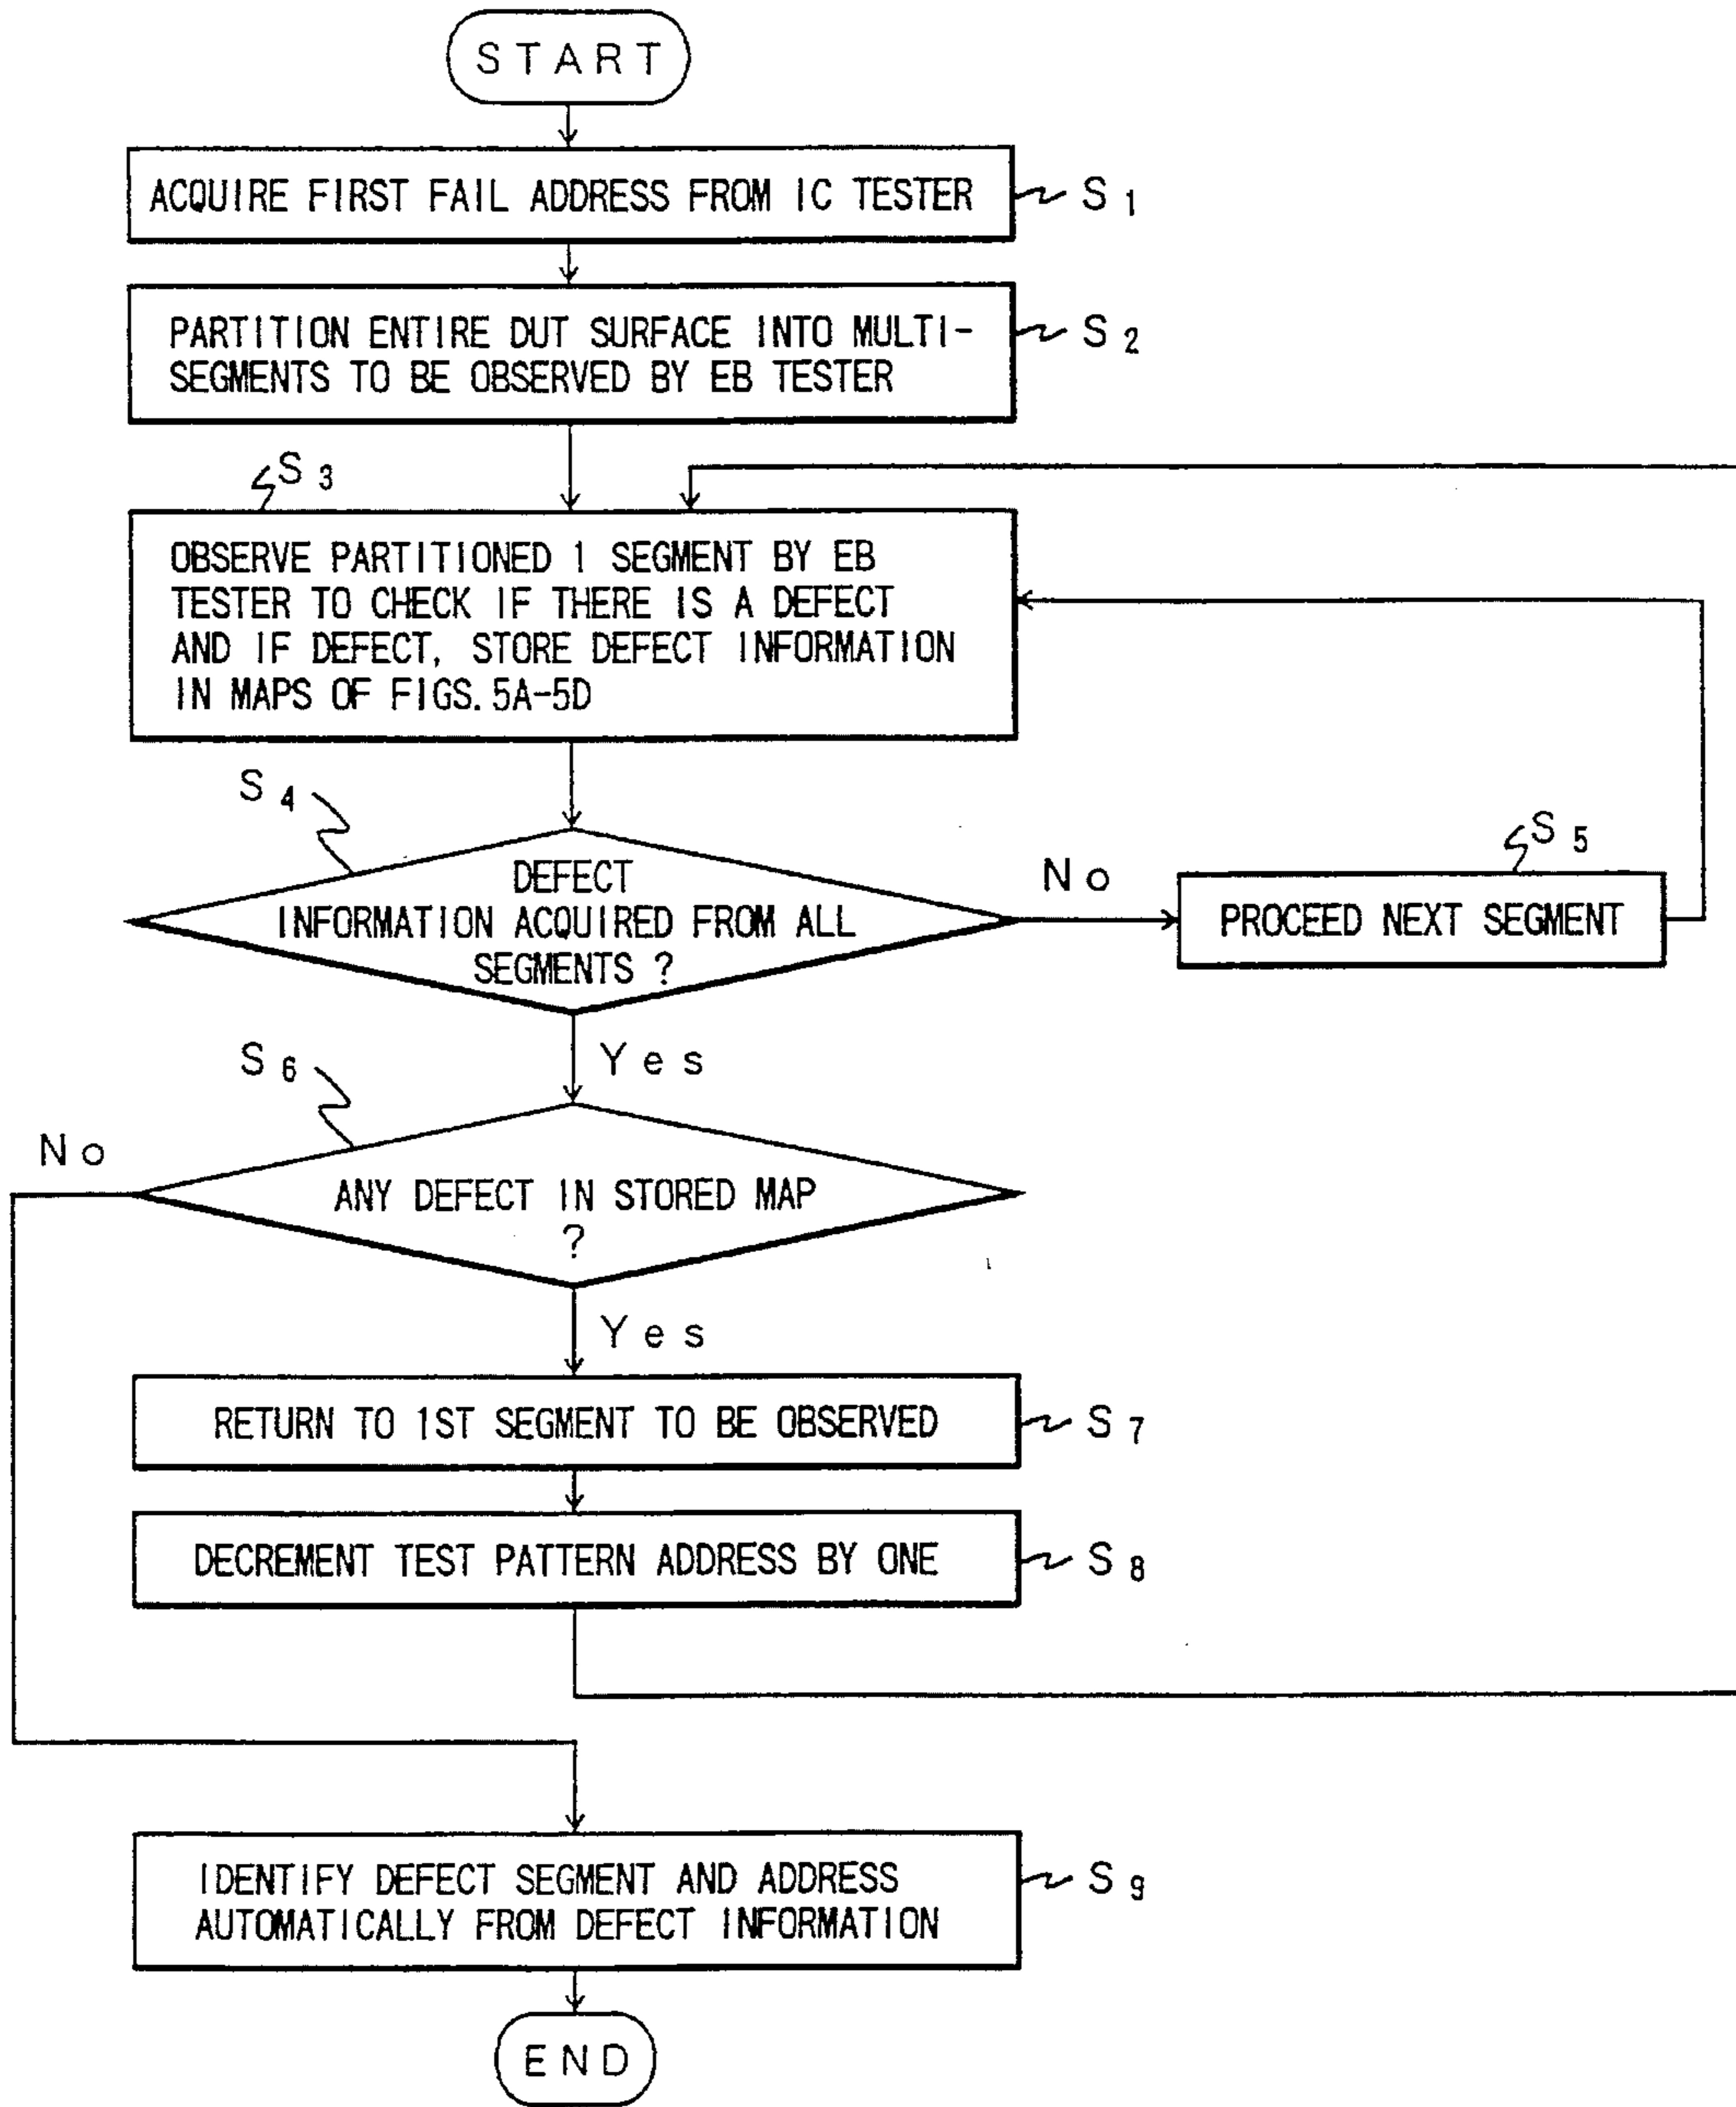 START
ACQUIRE FIRST FAIL ADDRESS FROM IC TESTER
S1
PARTITION ENTIRE DUT SURFACE INTO MULTI-
SEGMENTS TO BE OBSERVED BY EB TESTER
S2
S3
OBSERVE PARTITIONED 1 SEGMENT BY EB
TESTER TO CHECK IF THERE IS A DEFECT
AND IF DEFECT, STORE DEFECT INFORMATION
IN MAPS OF FIGS.5A-5D
S4
DEFECT
INFORMATION ACQUIRED FROM ALL
SEGMENTS ?
No
S5
PROCEED NEXT SEGMENT
Yes
S6
No
ANY DEFECT IN STORED MAP
?
Yes
RETURN TO 1ST SEGMENT TO BE OBSERVED
S7
DECREMENT TEST PATTERN ADDRESS BY ONE
S8
IDENTIFY DEFECT SEGMENT AND ADDRESS
AUTOMATICALLY FROM DEFECT INFORMATION
S9
END